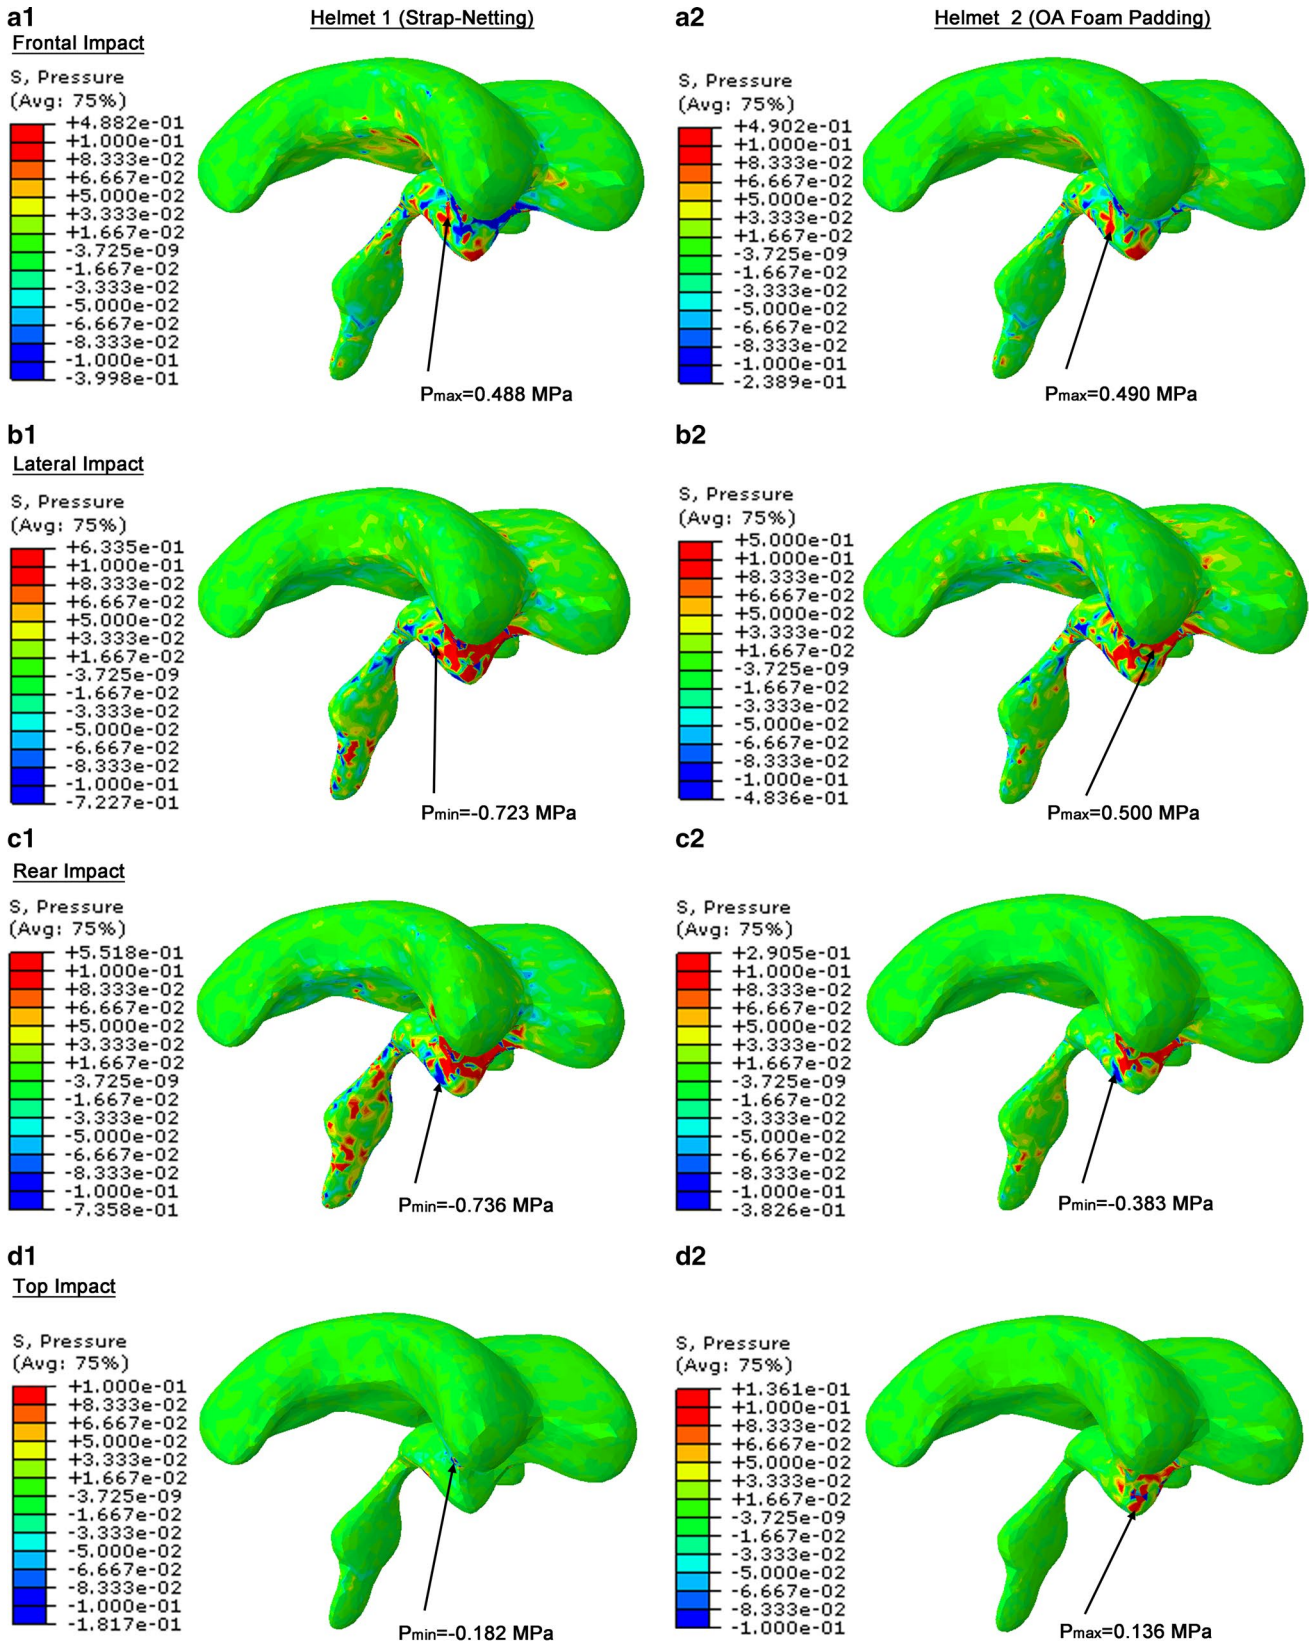 a1
Helmet 1 (Strap-Netting)
a2
Helmet 2 (OA Foam Padding)
Frontal Impact
S, Pressure
(Avg: 75%)
+4.882e-01
+1.000e-01
+8.333e-02
+6.667e-02
+5.000e-02
+3.333e-02
+1.667e-02
-3.725e-09
-1.667e-02
-3.333e-02
-5.000e-02
-6.667e-02
-8.333e-02
-1.000e-01
-3.998e-01
Pmax=0.488 MPa
S, Pressure
(Avg: 75%)
+4.902e-01
+1.000e-01
+8.333e-02
+6.667e-02
+5.000e-02
+3.333e-02
+1.667e-02
-3.725e-09
-1.667e-02
-3.333e-02
-5.000e-02
-6.667e-02
-8.333e-02
-1.000e-01
-2.389e-01
Pmax=0.490 MPa
b1
Lateral Impact
S, Pressure
(Avg: 75%)
+6.335e-01
+1.000e-01
+8.333e-02
+6.667e-02
+5.000e-02
+3.333e-02
+1.667e-02
-3.725e-09
-1.667e-02
-3.333e-02
-5.000e-02
-6.667e-02
-8.333e-02
-1.000e-01
-7.227e-01
Pmin=-0.723 MPa
b2
S, Pressure
(Avg: 75%)
+5.000e-01
+1.000e-01
+8.333e-02
+6.667e-02
+5.000e-02
+3.333e-02
+1.667e-02
-3.725e-09
-1.667e-02
-3.333e-02
-5.000e-02
-6.667e-02
-8.333e-02
-1.000e-01
-4.836e-01
Pmax=0.500 MPa
c1
Rear Impact
S, Pressure
(Avg: 75%)
+5.518e-01
+1.000e-01
+8.333e-02
+6.667e-02
+5.000e-02
+3.333e-02
+1.667e-02
-3.725e-09
-1.667e-02
-3.333e-02
-5.000e-02
-6.667e-02
-8.333e-02
-1.000e-01
-7.358e-01
Pmin=-0.736 MPa
c2
S, Pressure
(Avg: 75%)
+2.905e-01
+1.000e-01
+8.333e-02
+6.667e-02
+5.000e-02
+3.333e-02
+1.667e-02
-3.725e-09
-1.667e-02
-3.333e-02
-5.000e-02
-6.667e-02
-8.333e-02
-1.000e-01
-3.826e-01
Pmin=-0.383 MPa
d1
Top Impact
S, Pressure
(Avg: 75%)
+1.000e-01
+8.333e-02
+6.667e-02
+5.000e-02
+3.333e-02
+1.667e-02
-3.725e-09
-1.667e-02
-3.333e-02
-5.000e-02
-6.667e-02
-8.333e-02
-1.000e-01
-1.817e-01
Pmin=-0.182 MPa
d2
S, Pressure
(Avg: 75%)
+1.361e-01
+1.000e-01
+8.333e-02
+6.667e-02
+5.000e-02
+3.333e-02
+1.667e-02
-3.725e-09
-1.667e-02
-3.333e-02
-5.000e-02
-6.667e-02
-8.333e-02
-1.000e-01
Pmax=0.136 MPa